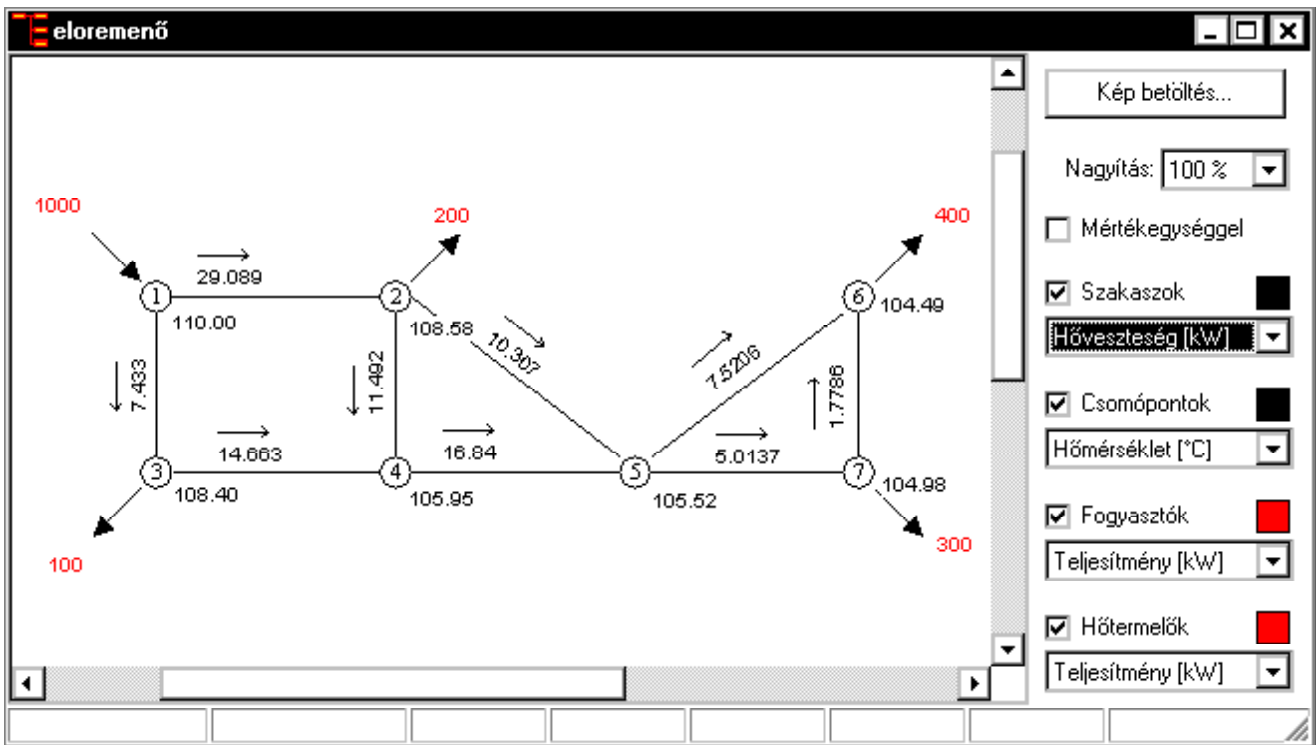 eloremenő
Kép betöltés...
Nagyítás: 100 %
Mértékegységgel
Szakaszok
Hőveszteség [kW]
Csomópontok
Hőmérséklet [°C]
Fogyasztók
Teljesítmény [kW]
Hőtermelők
Teljesítmény [kW]
1000
200
400
29.089
1
2
6
110.00
108.58
104.49
10.307
7.5206
7.433
11.492
1.7786
14.663
16.84
5.0137
3
4
5
7
108.40
105.95
105.52
104.98
100
300